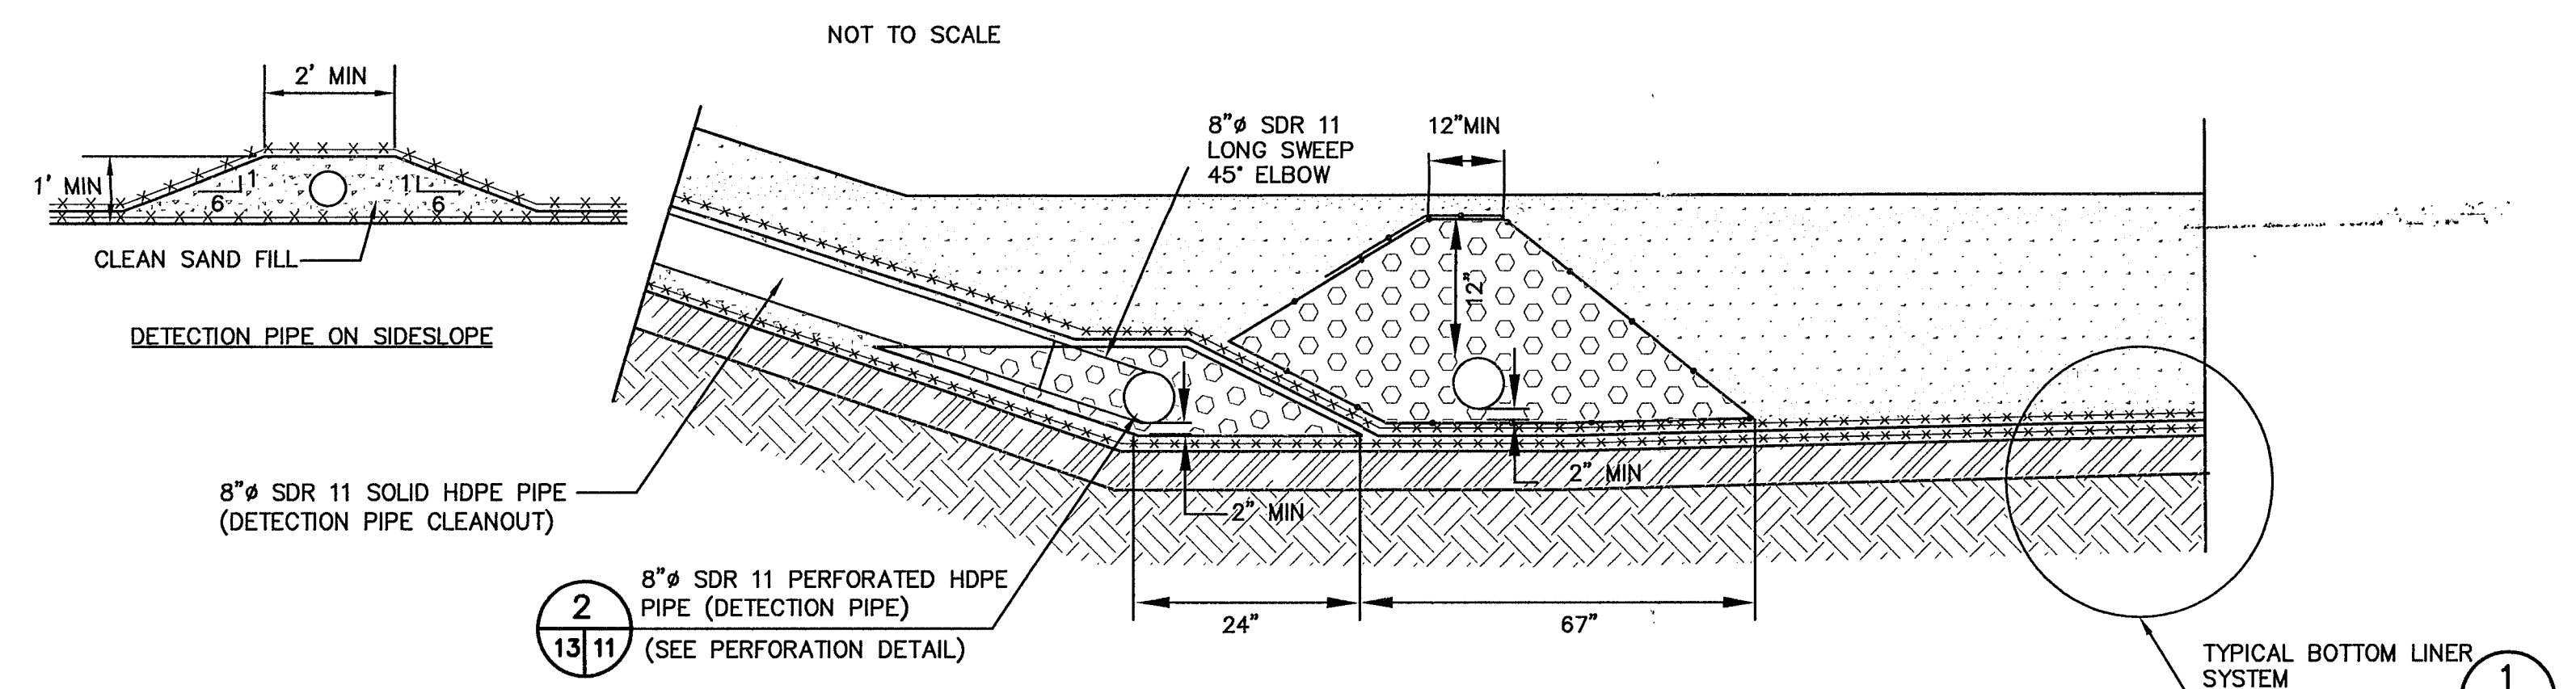 NOT TO SCALE
2' MIN
1' MIN
1
6
1
6
CLEAN SAND FILL
DETECTION PIPE ON SIDESLOPE
8"ø SDR 11
LONG SWEEP
45° ELBOW
12"MIN
12"
2" MIN
2" MIN
24"
67"
8"ø SDR 11 SOLID HDPE PIPE
(DETECTION PIPE CLEANOUT)
2
13 11
8"ø SDR 11 PERFORATED HDPE
PIPE (DETECTION PIPE)
(SEE PERFORATION DETAIL)
TYPICAL BOTTOM LINER
SYSTEM
1